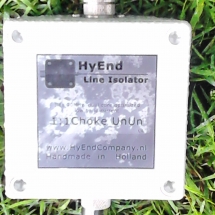 HyEnd
Line Isolator
1:1Choke UnUn
www.HyEndCompany.nl
Handmade in Holland